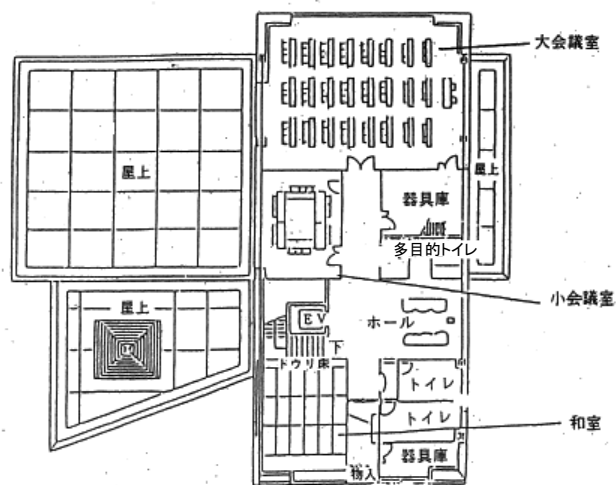 大会議室
屋上
屋上
器具庫
多目的トイレ
屋上
小会議室
EV
ホール
下
トウリ床
トイレ
トイレ
和室
器具庫
物入